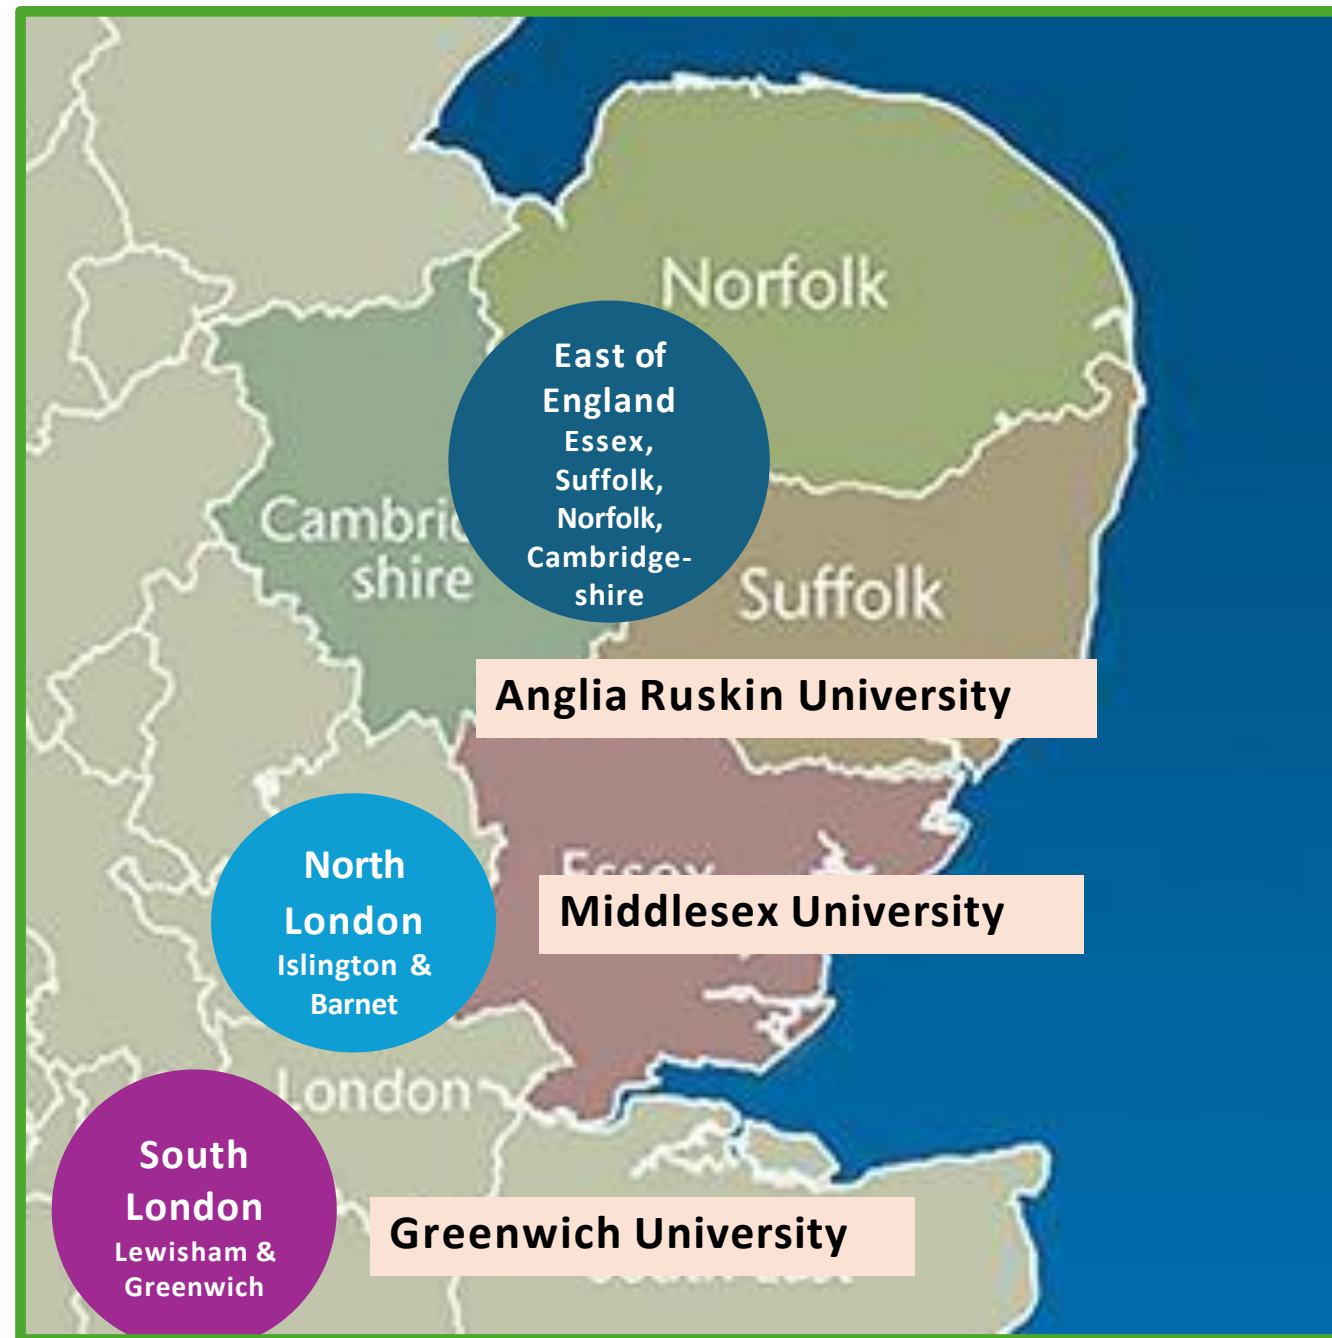 Norfolk
East of
England
Essex,
Suffolk,
Norfolk,
Cambridge-
shire
shire
Suffolk
Anglia Ruskin University
Essex
Middlesex University
North
London
Islington &
Barnet
London
South
London
Lewisham &
Greenwich
Greenwich University